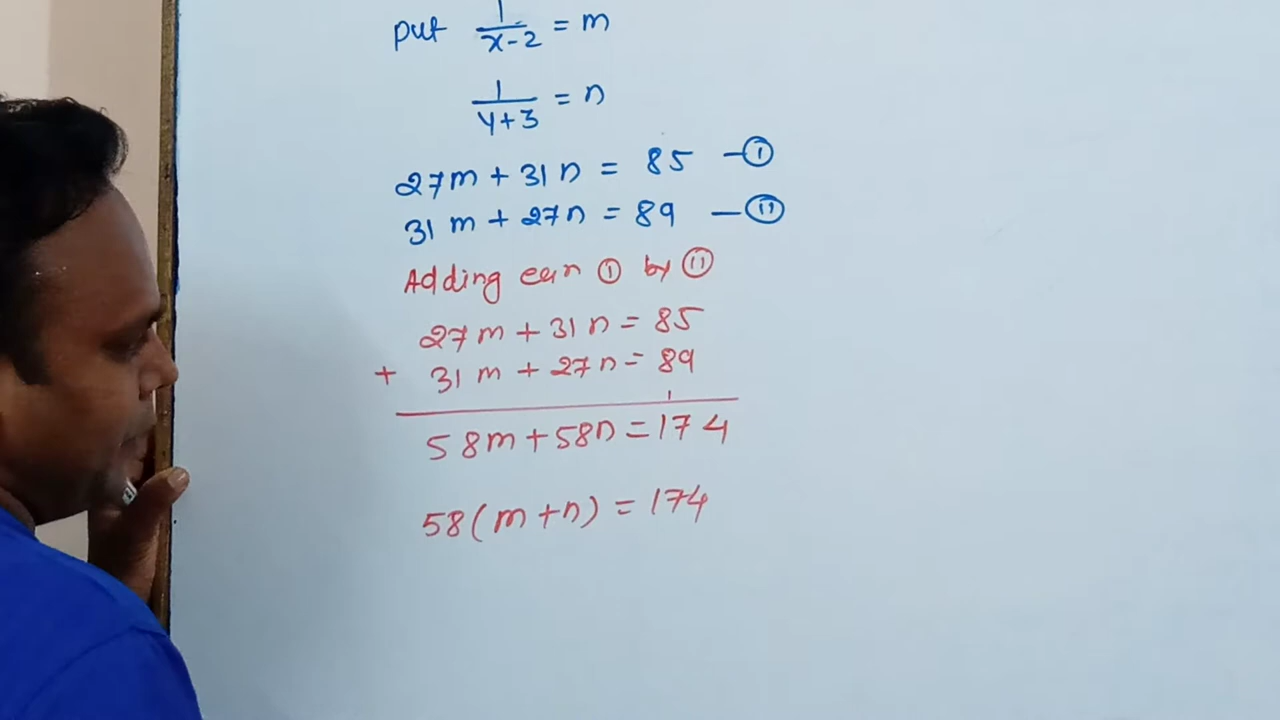 put 1/(x-2) = m
1/(y+3) = n
27m + 31n = 85 —Ⓘ
31m + 27n = 89 —(II)
Adding eqn Ⓘ by (II)
27m + 31n = 85
+ 31m + 27n = 89
1
58m + 58n = 174
58(m+n) = 174